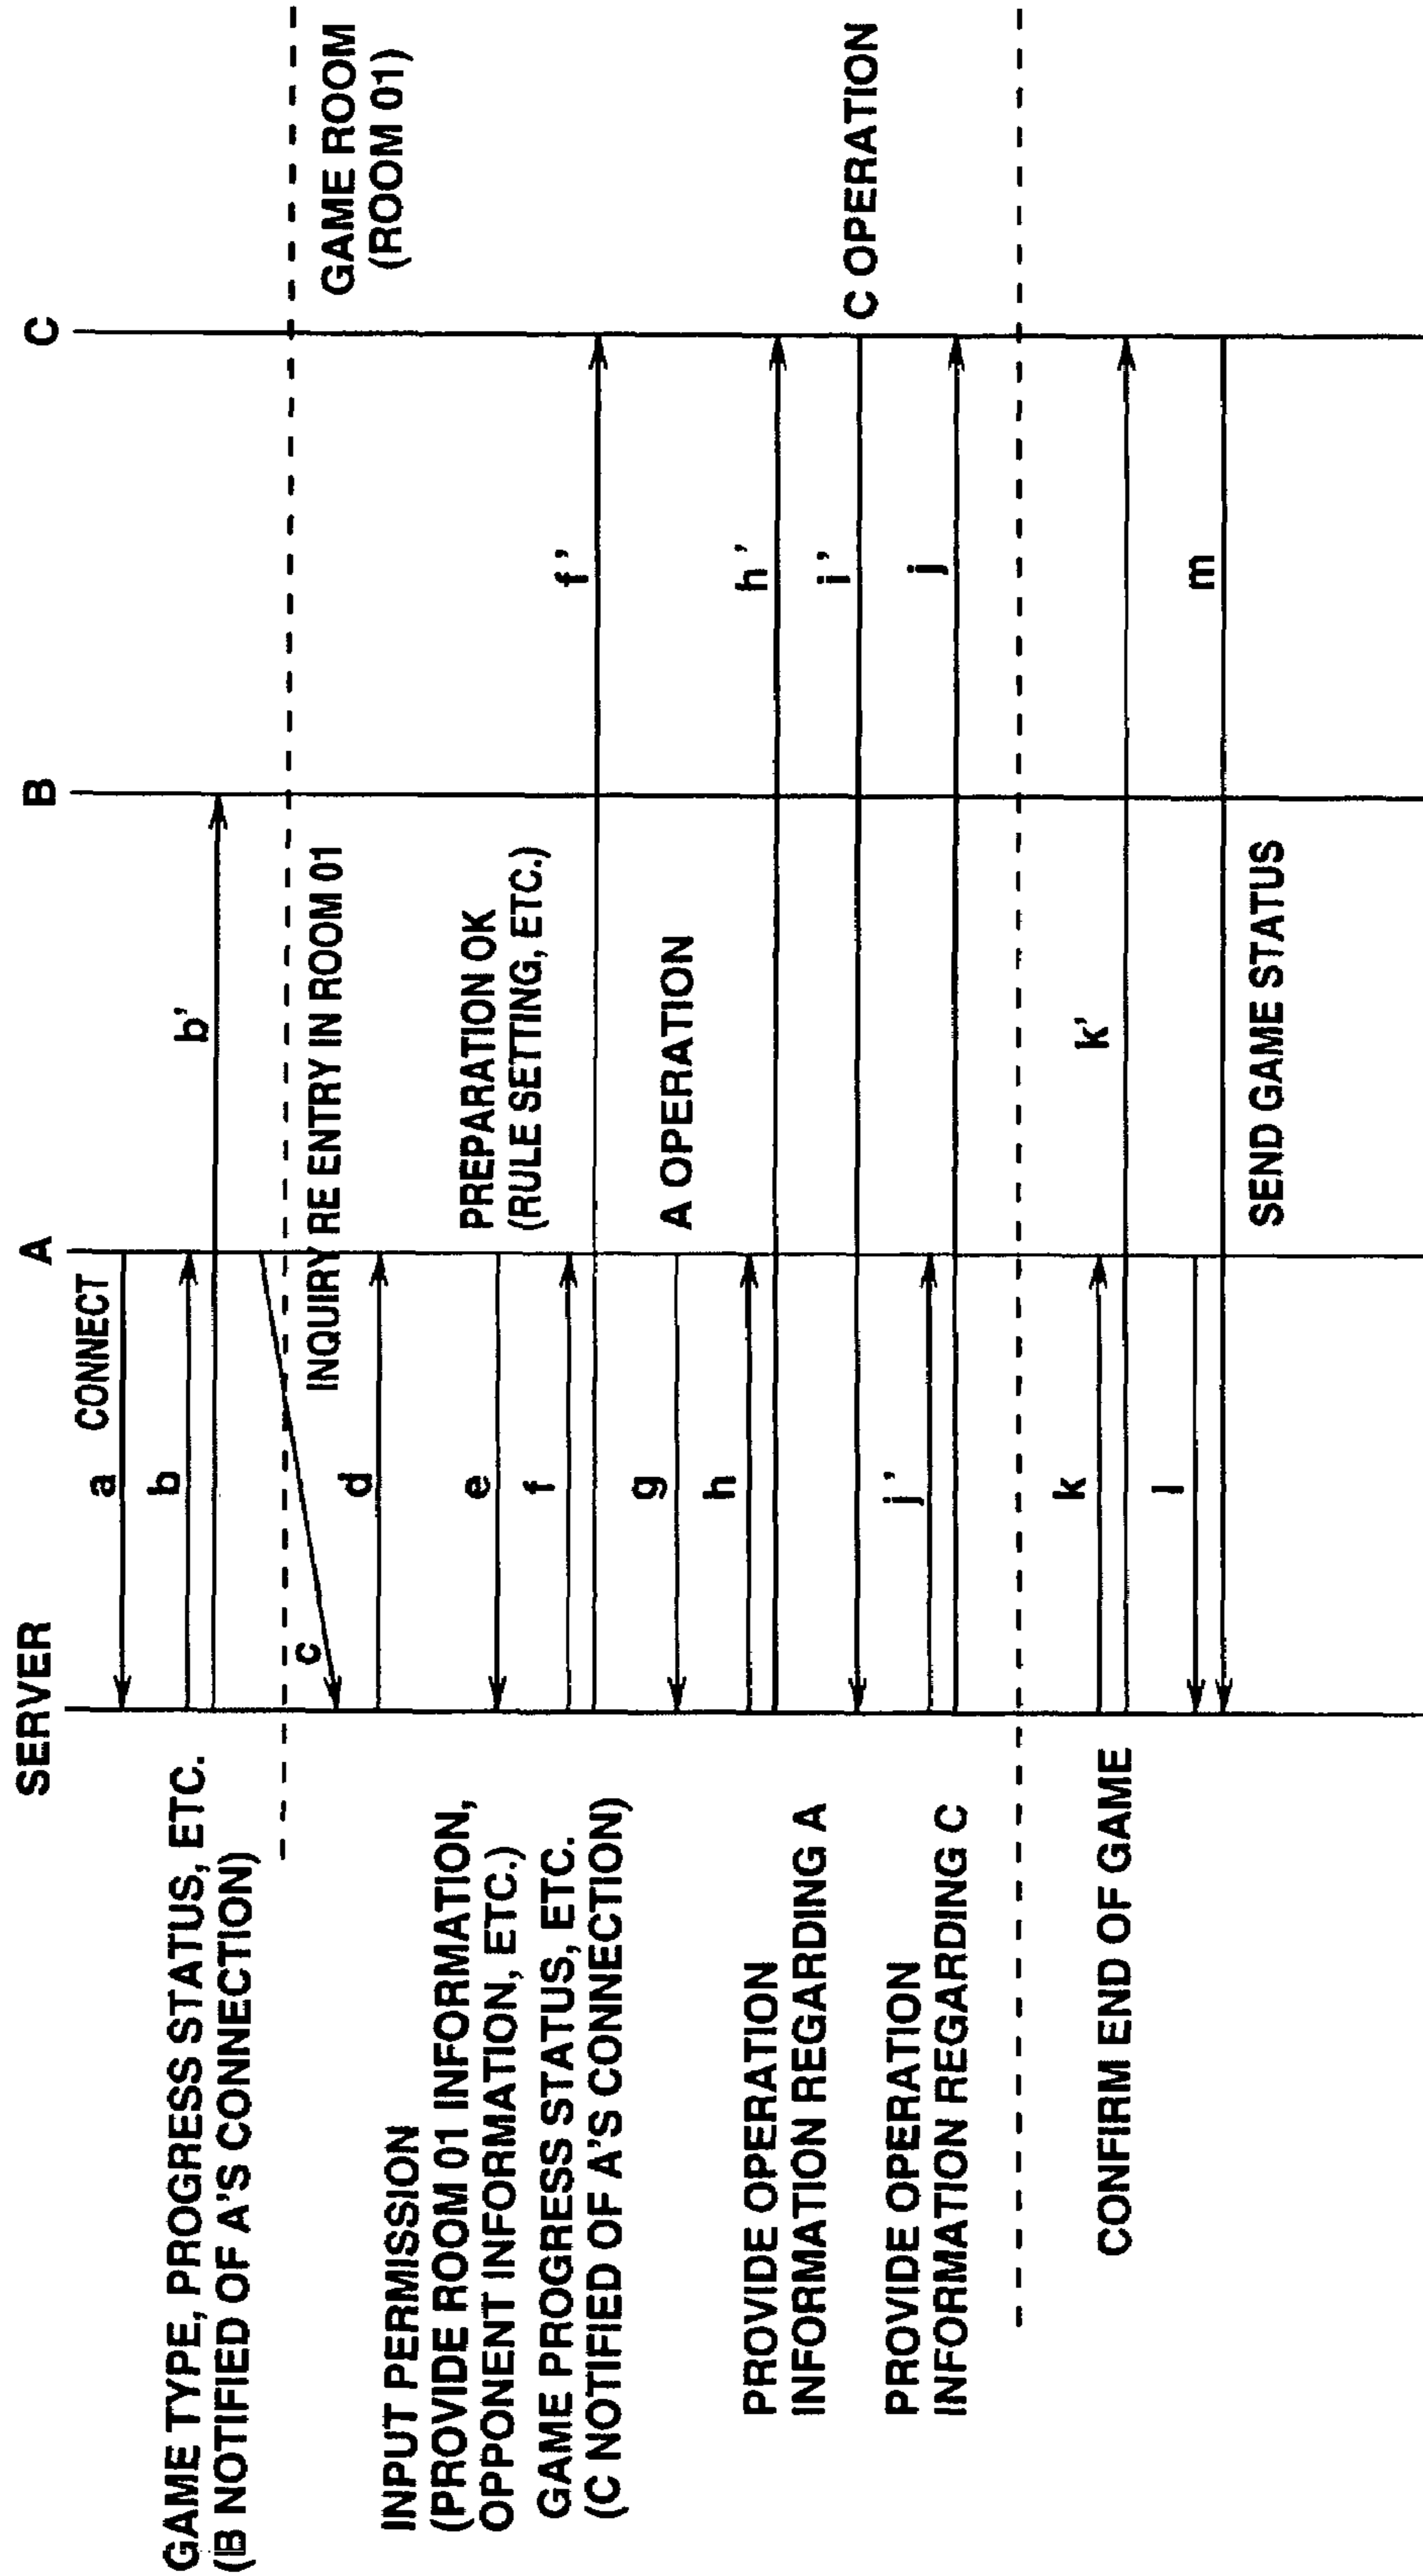 SERVER
A
B
C
CONNECT
a
GAME TYPE, PROGRESS STATUS, ETC.
(B NOTIFIED OF A'S CONNECTION)
b
b'
c
INQUIRY RE ENTRY IN ROOM 01
GAME ROOM
(ROOM 01)
INPUT PERMISSION
(PROVIDE ROOM 01 INFORMATION,
OPPONENT INFORMATION, ETC.)
d
PREPARATION OK
(RULE SETTING, ETC.)
e
GAME PROGRESS STATUS, ETC.
(C NOTIFIED OF A'S CONNECTION)
f
f'
A OPERATION
g
PROVIDE OPERATION
INFORMATION REGARDING A
h
h'
i'
C OPERATION
PROVIDE OPERATION
INFORMATION REGARDING C
j'
j
CONFIRM END OF GAME
k
k'
l
m
SEND GAME STATUS